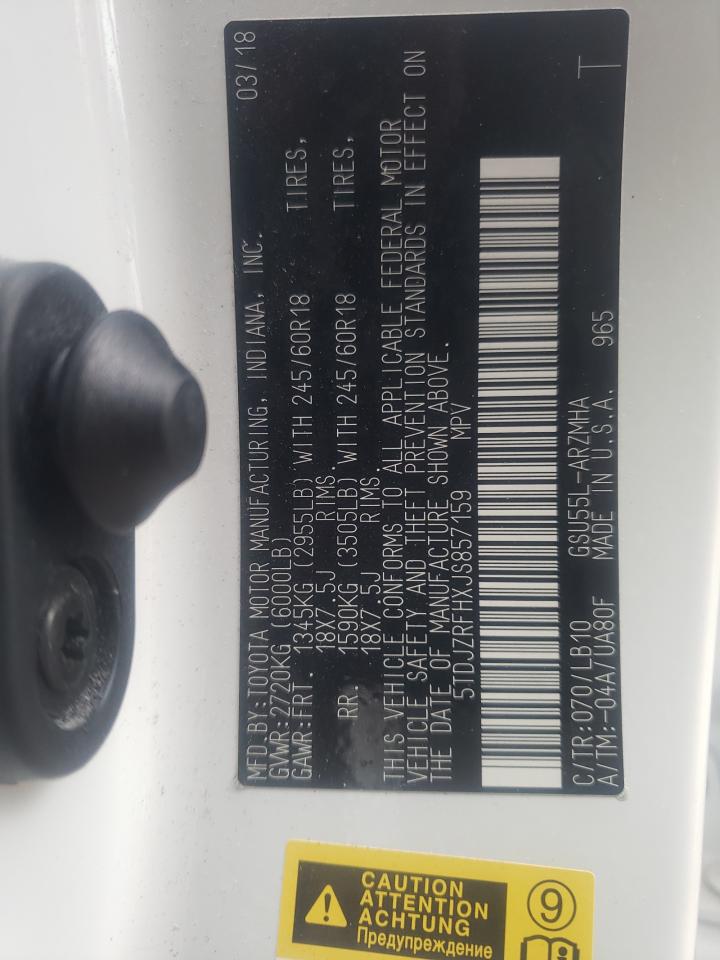 MFD BY:TOYOTA MOTOR MANUFACTURING, INDIANA, INC. 03/18
GVWR:2720KG (6000LB)
GAWR:FRT. 1345KG (2955LB) WITH 245/60R18 TIRES,
18X7.5J RIMS.
RR. 1590KG (3505LB) WITH 245/60R18 TIRES,
18X7.5J RIMS.
THIS VEHICLE CONFORMS TO ALL APPLICABLE FEDERAL MOTOR
VEHICLE SAFETY AND THEFT PREVENTION STANDARDS IN EFFECT ON
THE DATE OF MANUFACTURE SHOWN ABOVE.
5TDJZRFHXJS857159 MPV
C/TR:070/LB10 GSU55L-ARZMHA
A/TM:-04A/UA80F MADE IN U.S.A. 965 T
CAUTION
ATTENTION
ACHTUNG
Предупреждение
9